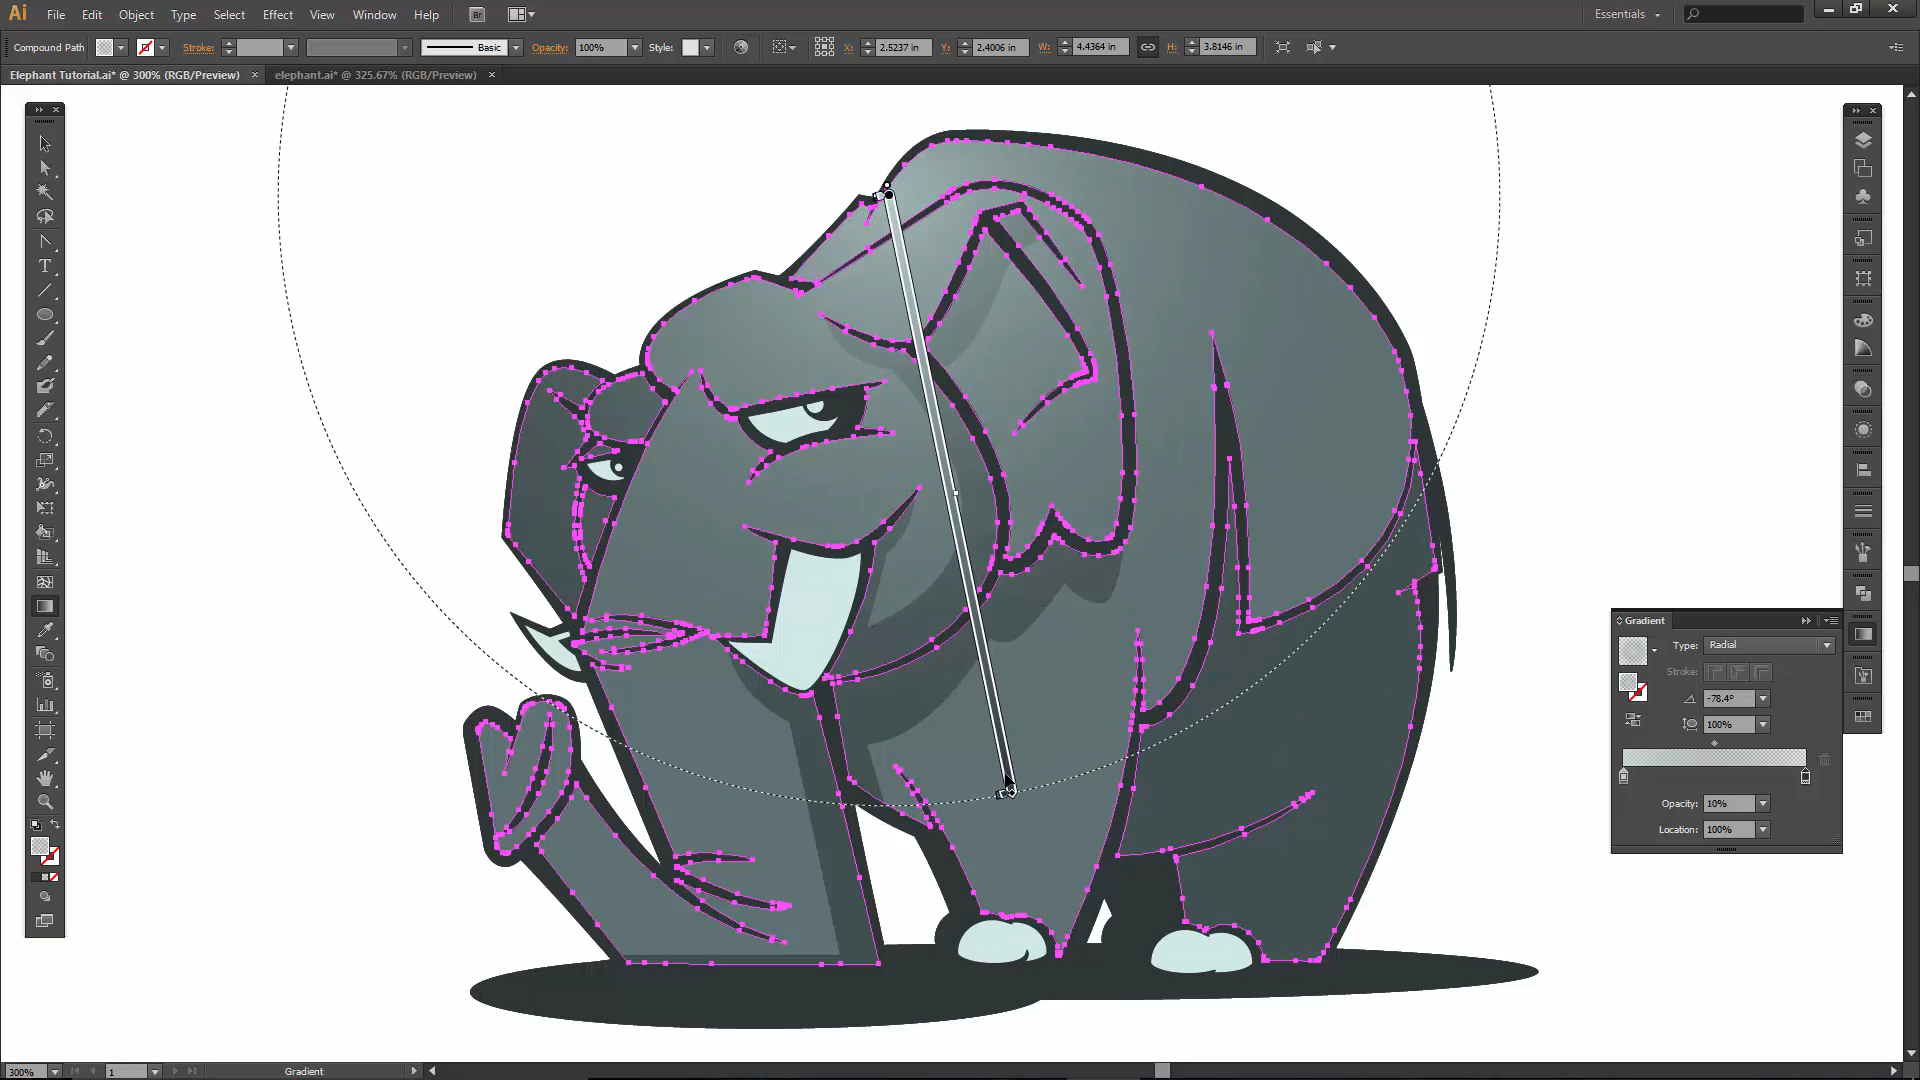 Ai File Edit Object Type Select Effect View Window Help Br Essentials
Compound Path Stroke: Basic Opacity: 100% Style: X: 2.5237 in Y: 2.4006 in W: 4.4364 in H: 3.8146 in
Elephant Tutorial.ai* @ 300% (RGB/Preview) elephant.ai* @ 325.67% (RGB/Preview)
Gradient
Type: Radial
Stroke:
-78.4°
100%
Opacity: 10%
Location: 100%
300% 1 Gradient